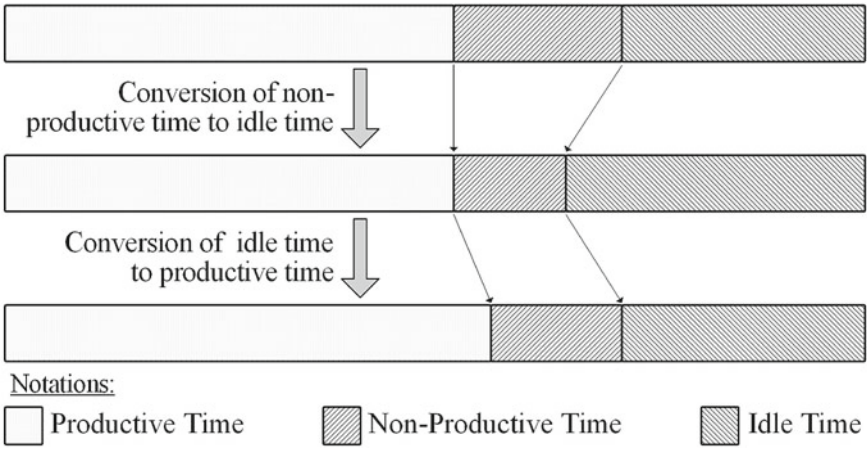 Conversion of non-
productive time to idle time
Conversion of idle time
to productive time
Notations:
Productive Time
Non-Productive Time
Idle Time